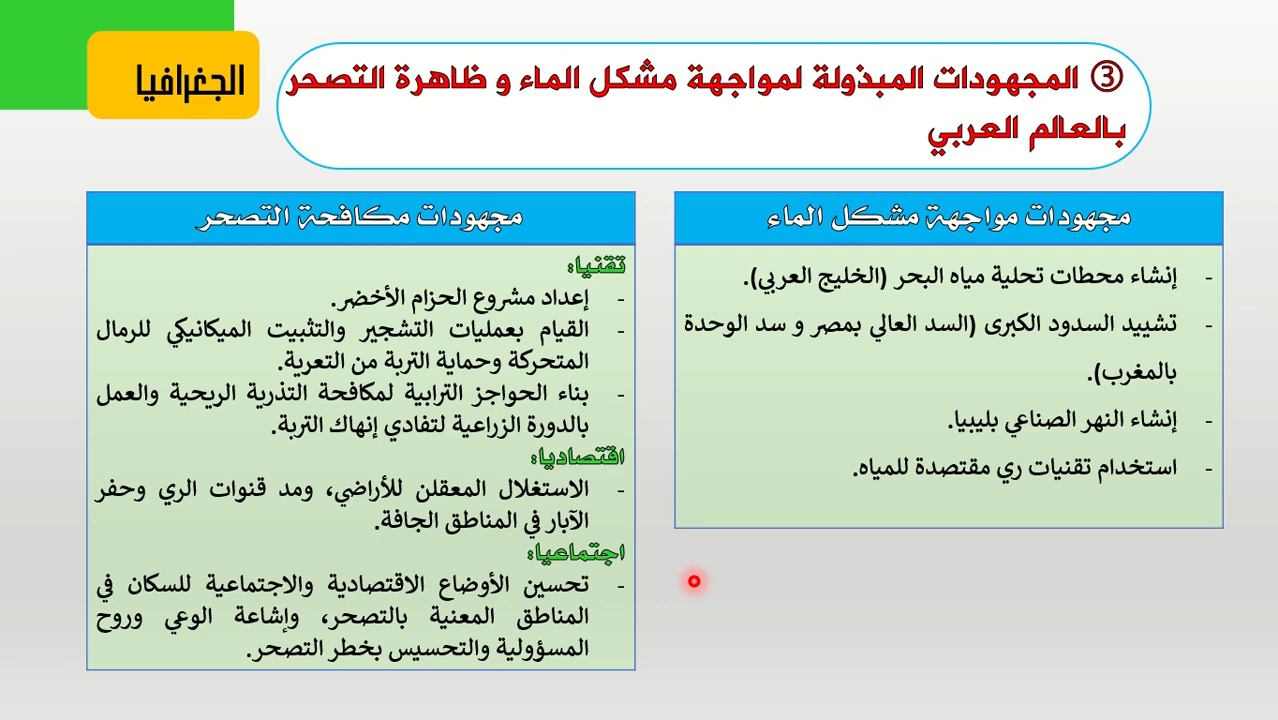 الجغرافيا
③ المجهودات المبذولة لمواجهة مشكل الماء و ظاهرة التصحر
بالعالم العربي
مجهودات مواجهة مشكل الماء
- إنشاء محطات تحلية مياه البحر (الخليج العربي).
- تشييد السدود الكبرى (السد العالي بمصر و سد الوحدة
بالمغرب).
- إنشاء النهر الصناعي بليبيا.
- استخدام تقنيات ري مقتصدة للمياه.
مجهودات مكافحة التصحر
تقنيا:
- إعداد مشروع الحزام الأخضر.
- القيام بعمليات التشجير والتثبيت الميكانيكي للرمال
المتحركة وحماية التربة من التعرية.
- بناء الحواجز الترابية لمكافحة التذرية الريحية والعمل
بالدورة الزراعية لتفادي إنهاك التربة.
اقتصاديا:
- الاستغلال المعقلن للأراضي، ومد قنوات الري وحفر
الآبار في المناطق الجافة.
اجتماعيا:
- تحسين الأوضاع الاقتصادية والاجتماعية للسكان في
المناطق المعنية بالتصحر، وإشاعة الوعي وروح
المسؤولية والتحسيس بخطر التصحر.